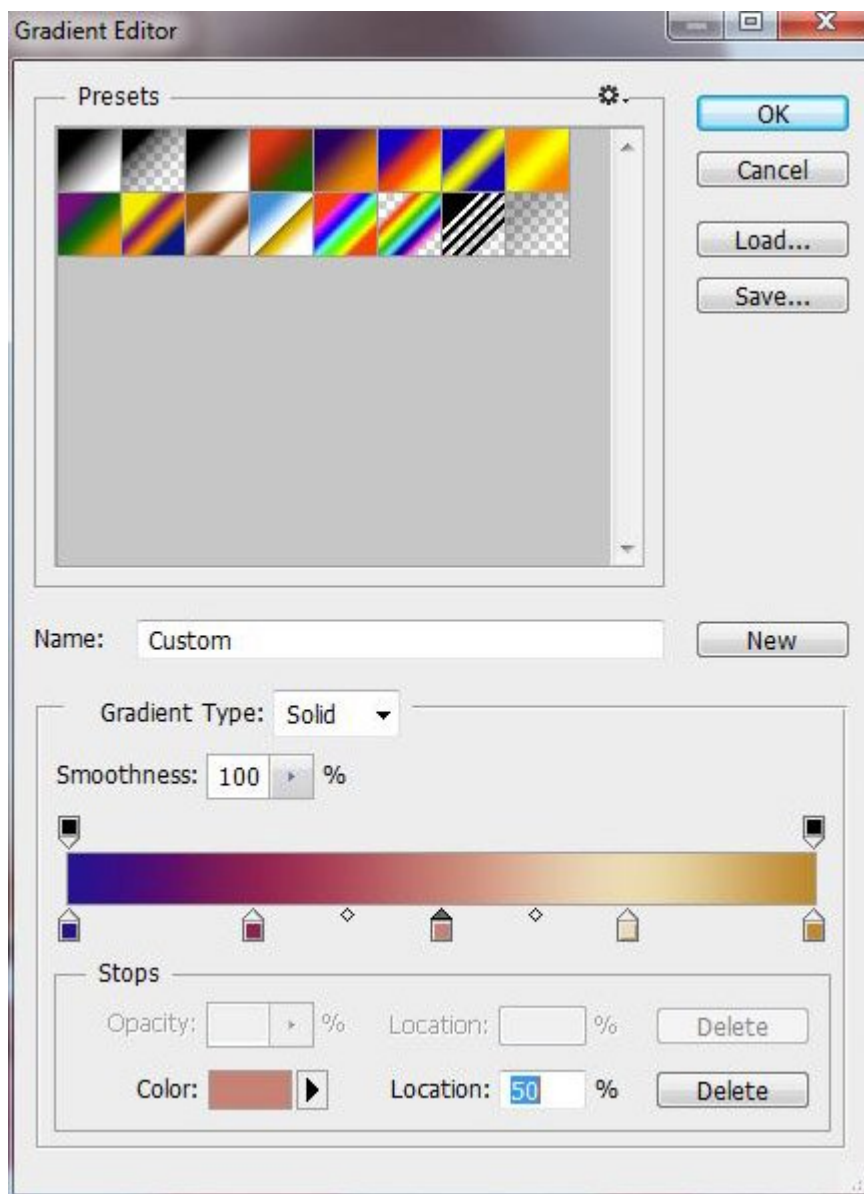 Gradient Editor
Presets
OK
Cancel
Load...
Save...
Name: Custom
New
Gradient Type: Solid
Smoothness: 100 %
Stops
Opacity: % Location: % Delete
Color: Location: 50 % Delete